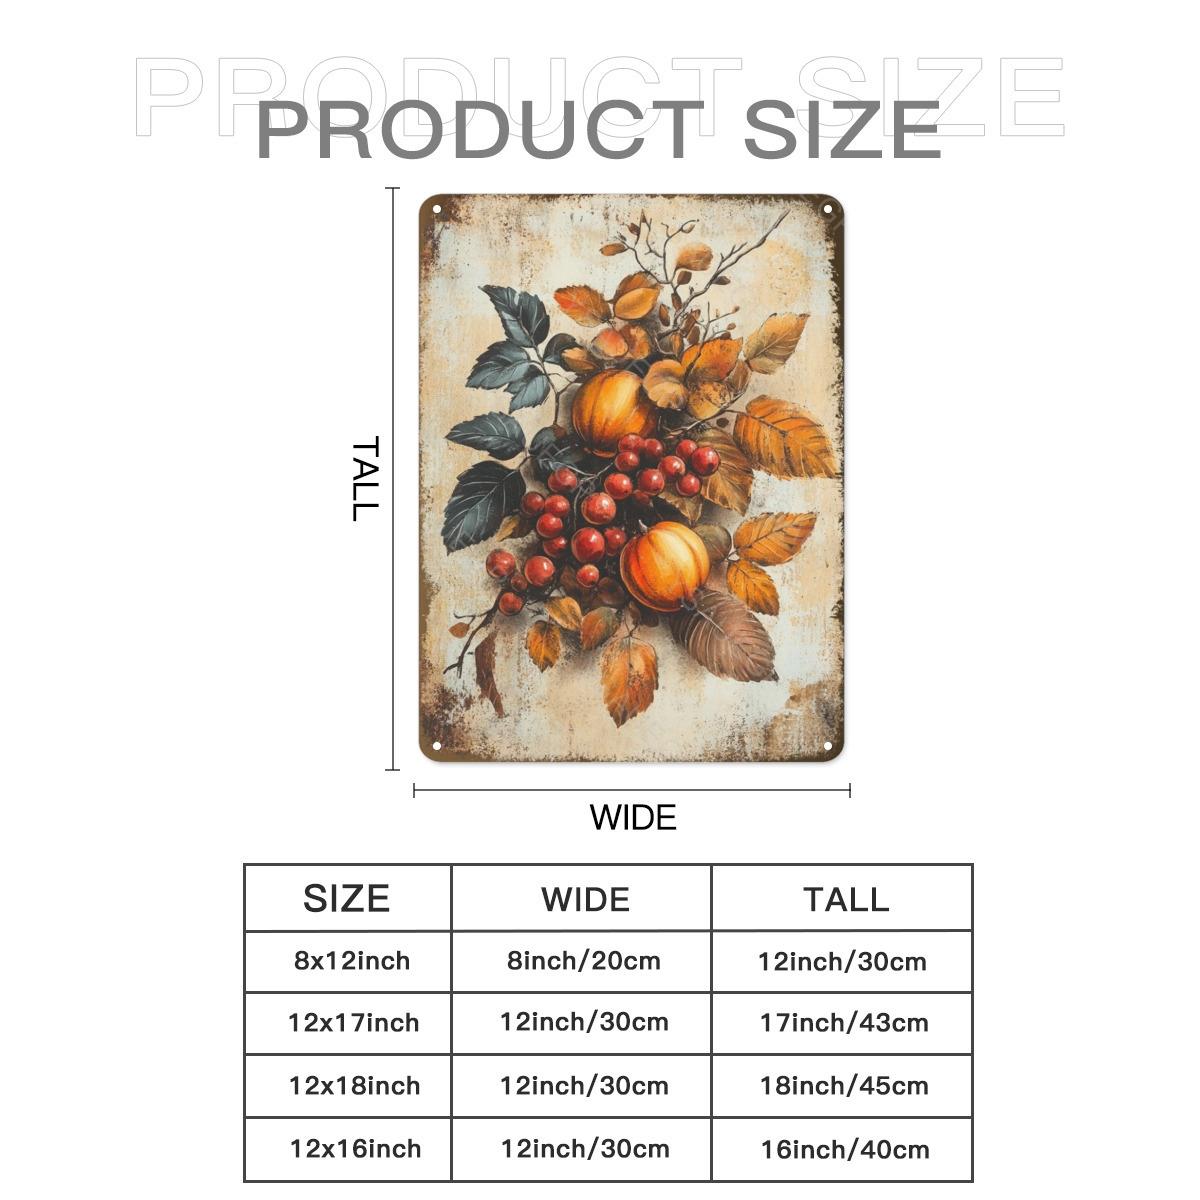 PRODUCT SIZE
PRODUCT SIZE
TALL
WIDE
SIZE WIDE TALL
8x12inch 8inch/20cm 12inch/30cm
12x17inch 12inch/30cm 17inch/43cm
12x18inch 12inch/30cm 18inch/45cm
12x16inch 12inch/30cm 16inch/40cm